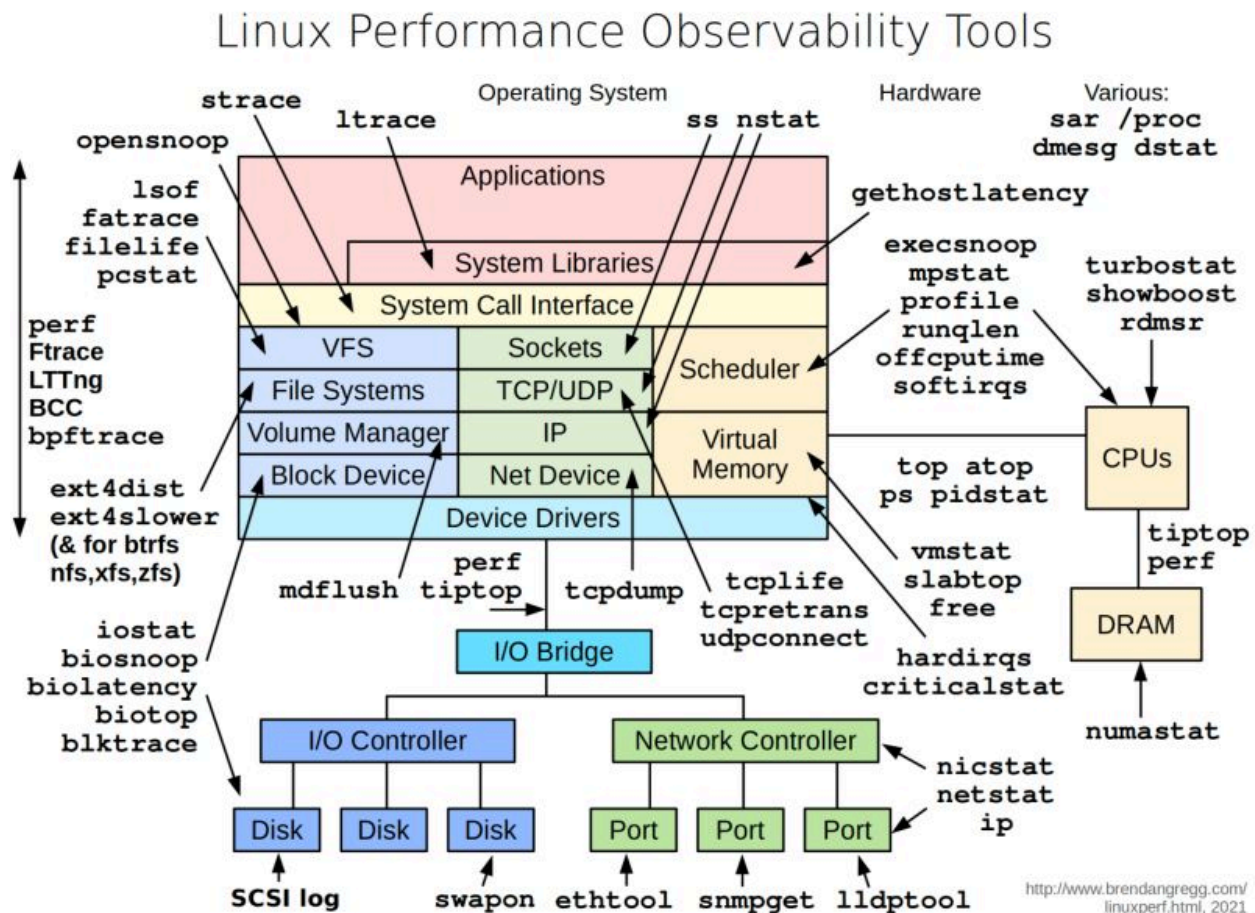 Linux Performance Observability Tools
Operating System
Hardware
Various:
sar /proc
dmesg dstat
strace
ltrace
ss nstat
opensnoop
lsof
fatrace
filelife
pcstat
gethostlatency
execsnoop
mpstat
profile
runqlen
offcputime
softirqs
turbostat
showboost
rdmsr
perf
Ftrace
LTTng
BCC
bpftrace
Applications
System Libraries
System Call Interface
VFS
Sockets
Scheduler
File Systems
TCP/UDP
Volume Manager
IP
Virtual
Memory
Block Device
Net Device
Device Drivers
CPUs
top atop
ps pidstat
ext4dist
ext4slower
(& for btrfs
nfs,xfs,zfs)
mdflush
perf
tiptop
tcpdump
tcplife
tcpretrans
udpconnect
vmstat
slabtop
free
tiptop
perf
DRAM
hardirqs
criticalstat
numastat
iostat
biosnoop
biolatency
biotop
blktrace
I/O Bridge
I/O Controller
Network Controller
nicstat
netstat
ip
Disk
Disk
Disk
Port
Port
Port
SCSI log
swapon
ethtool
snmpget
lldptool
http://www.brendangregg.com/
linuxperf.html, 2021